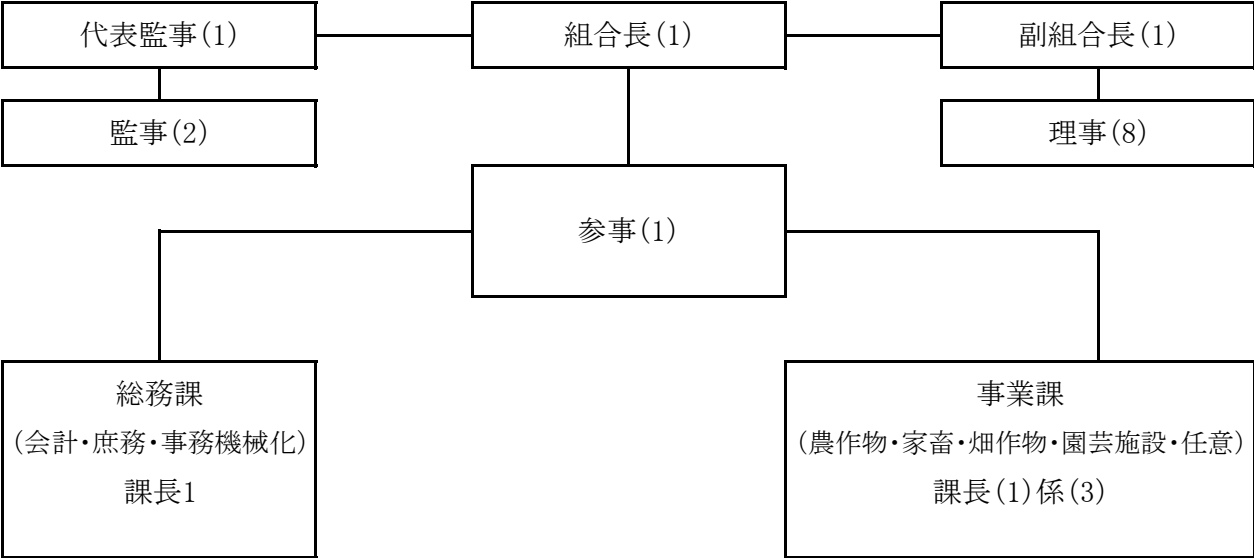 代表監事(1)
組合長(1)
副組合長(1)
監事(2)
理事(8)
参事(1)
総務課
(会計・庶務・事務機械化)
課長1
事業課
(農作物・家畜・畑作物・園芸施設・任意)
課長(1)係(3)